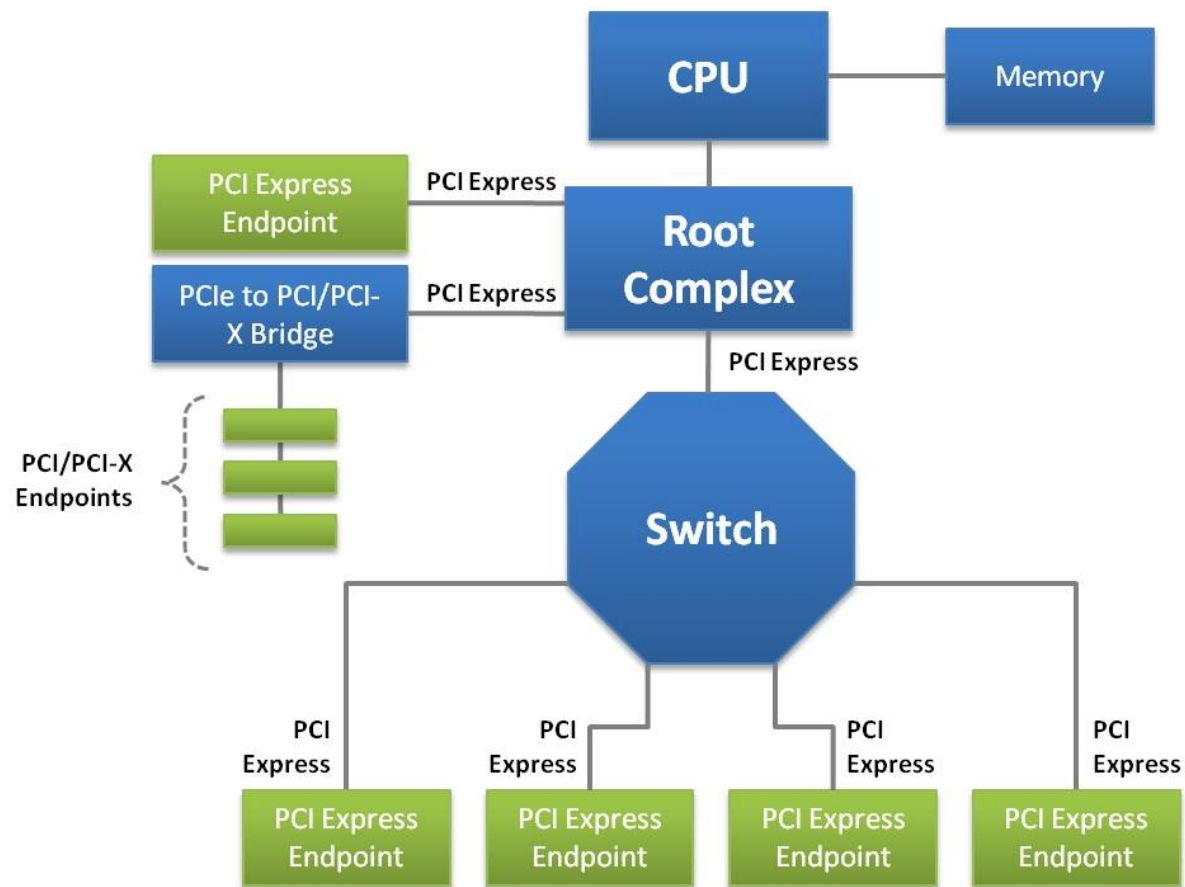 CPU
Memory
PCI Express
Endpoint
PCI Express
Root
Complex
PCIe to PCI/PCI-
X Bridge
PCI Express
PCI Express
PCI/PCI-X
Endpoints
Switch
PCI
Express
PCI
Express
PCI
Express
PCI
Express
PCI Express
Endpoint
PCI Express
Endpoint
PCI Express
Endpoint
PCI Express
Endpoint